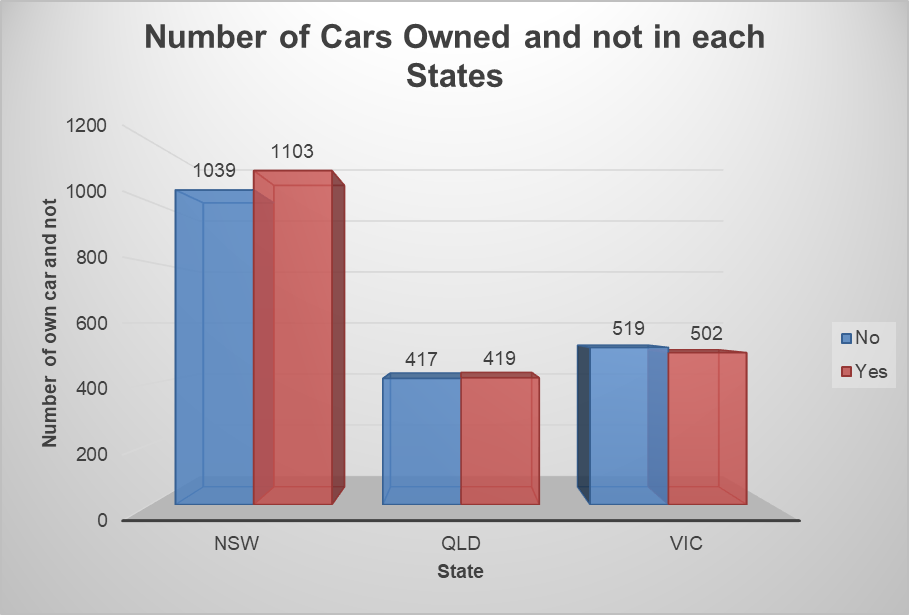 Number of Cars Owned and not in each
States
Number of own car and not
1200
1000
800
600
400
200
0
1039
1103
417
419
519
502
NSW
QLD
VIC
State
No
Yes